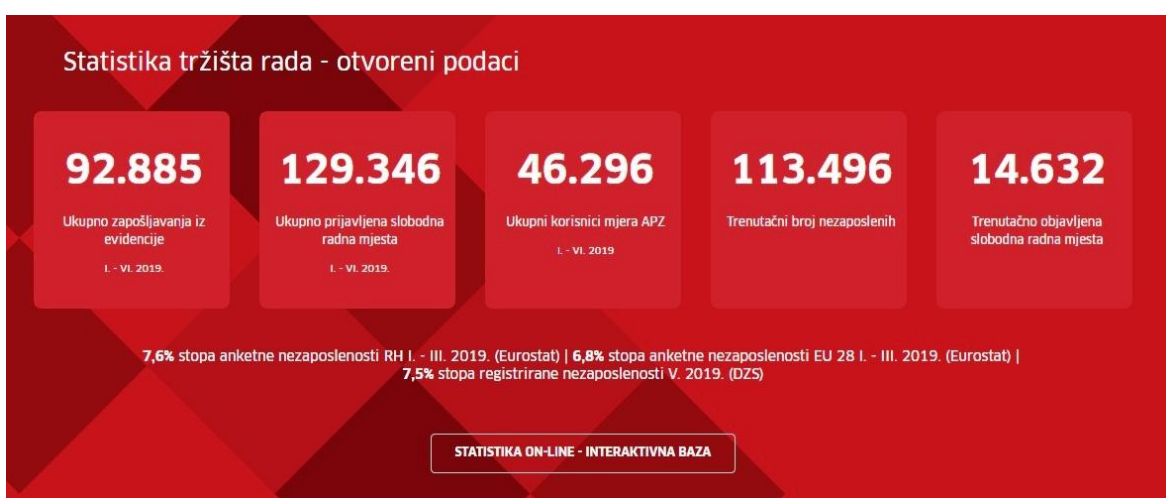 Statistika tržišta rada - otvoreni podaci
92.885
Ukupno zapošljavanja iz
evidencije
I. - VI. 2019.
129.346
Ukupno prijavljena slobodna
radna mjesta
I. - VI. 2019.
46.296
Ukupni korisnici mjera APZ
I. - VI. 2019
113.496
Trenutačni broj nezaposlenih
14.632
Trenutačno objavljena
slobodna radna mjesta
7,6% stopa anketne nezaposlenosti RH I. - III. 2019. (Eurostat) | 6,8% stopa anketne nezaposlenosti EU 28 I. - III. 2019. (Eurostat) |
7,5% stopa registrirane nezaposlenosti V. 2019. (DZS)
STATISTIKA ON-LINE - INTERAKTIVNA BAZA